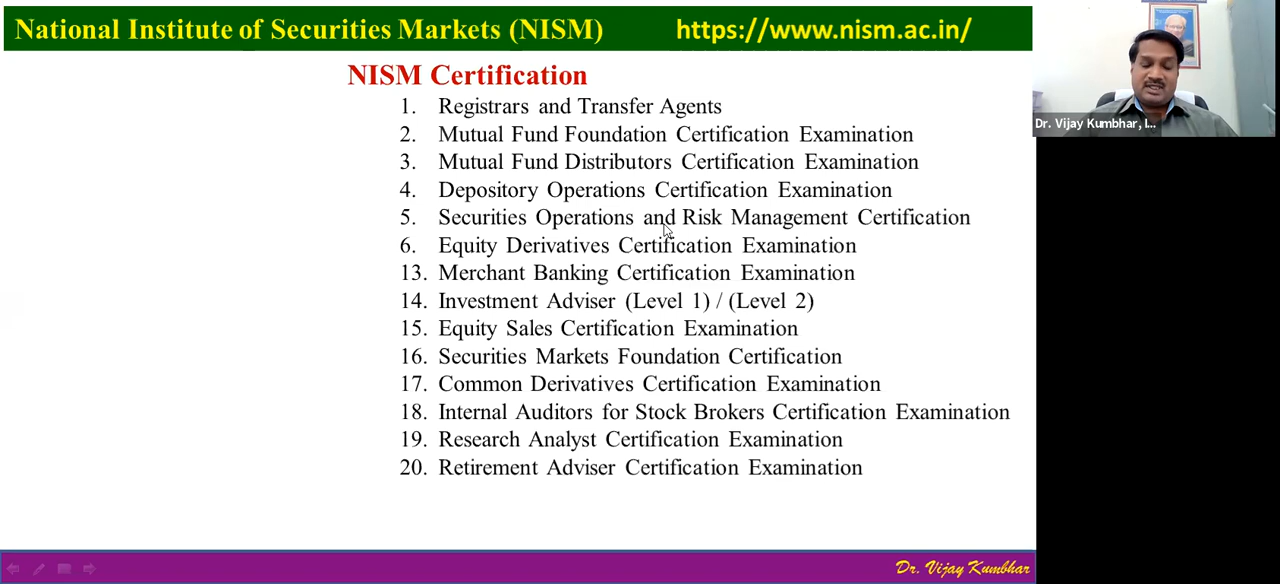 National Institute of Securities Markets (NISM) https://www.nism.ac.in/
NISM Certification
1. Registrars and Transfer Agents
2. Mutual Fund Foundation Certification Examination
3. Mutual Fund Distributors Certification Examination
4. Depository Operations Certification Examination
5. Securities Operations and Risk Management Certification
6. Equity Derivatives Certification Examination
13. Merchant Banking Certification Examination
14. Investment Adviser (Level 1) / (Level 2)
15. Equity Sales Certification Examination
16. Securities Markets Foundation Certification
17. Common Derivatives Certification Examination
18. Internal Auditors for Stock Brokers Certification Examination
19. Research Analyst Certification Examination
20. Retirement Adviser Certification Examination
Dr. Vijay Kumbhar, I...
Dr. Vijay Kumbhar